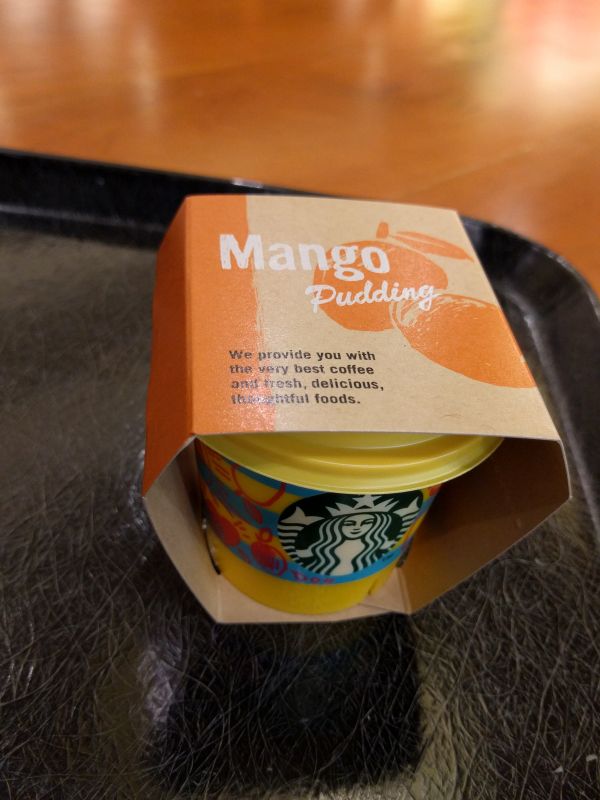 Mango
Pudding
We provide you with
the very best coffee
and fresh, delicious,
thoughtful foods.